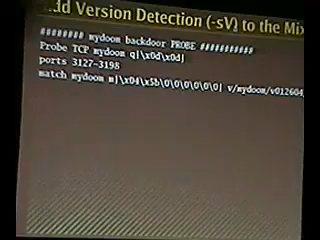 Add Version Detection (-sV) to the Mix
######## mydoom backdoor PROBE ###########
Probe TCP mydoom q|\x0d\x0d|
ports 3127-3198
match mydoom m|\x04\x5b\0\0\0\0\0\0| v/mydoom/v012604/